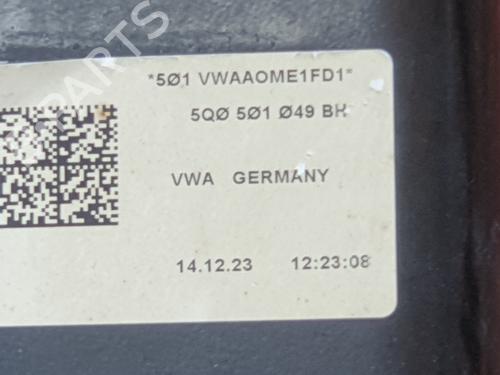 *5Ø1 VWAAOME1FD1*
5QØ 5Ø1 Ø49 BH
VWA GERMANY
14.12.23 12:23:08